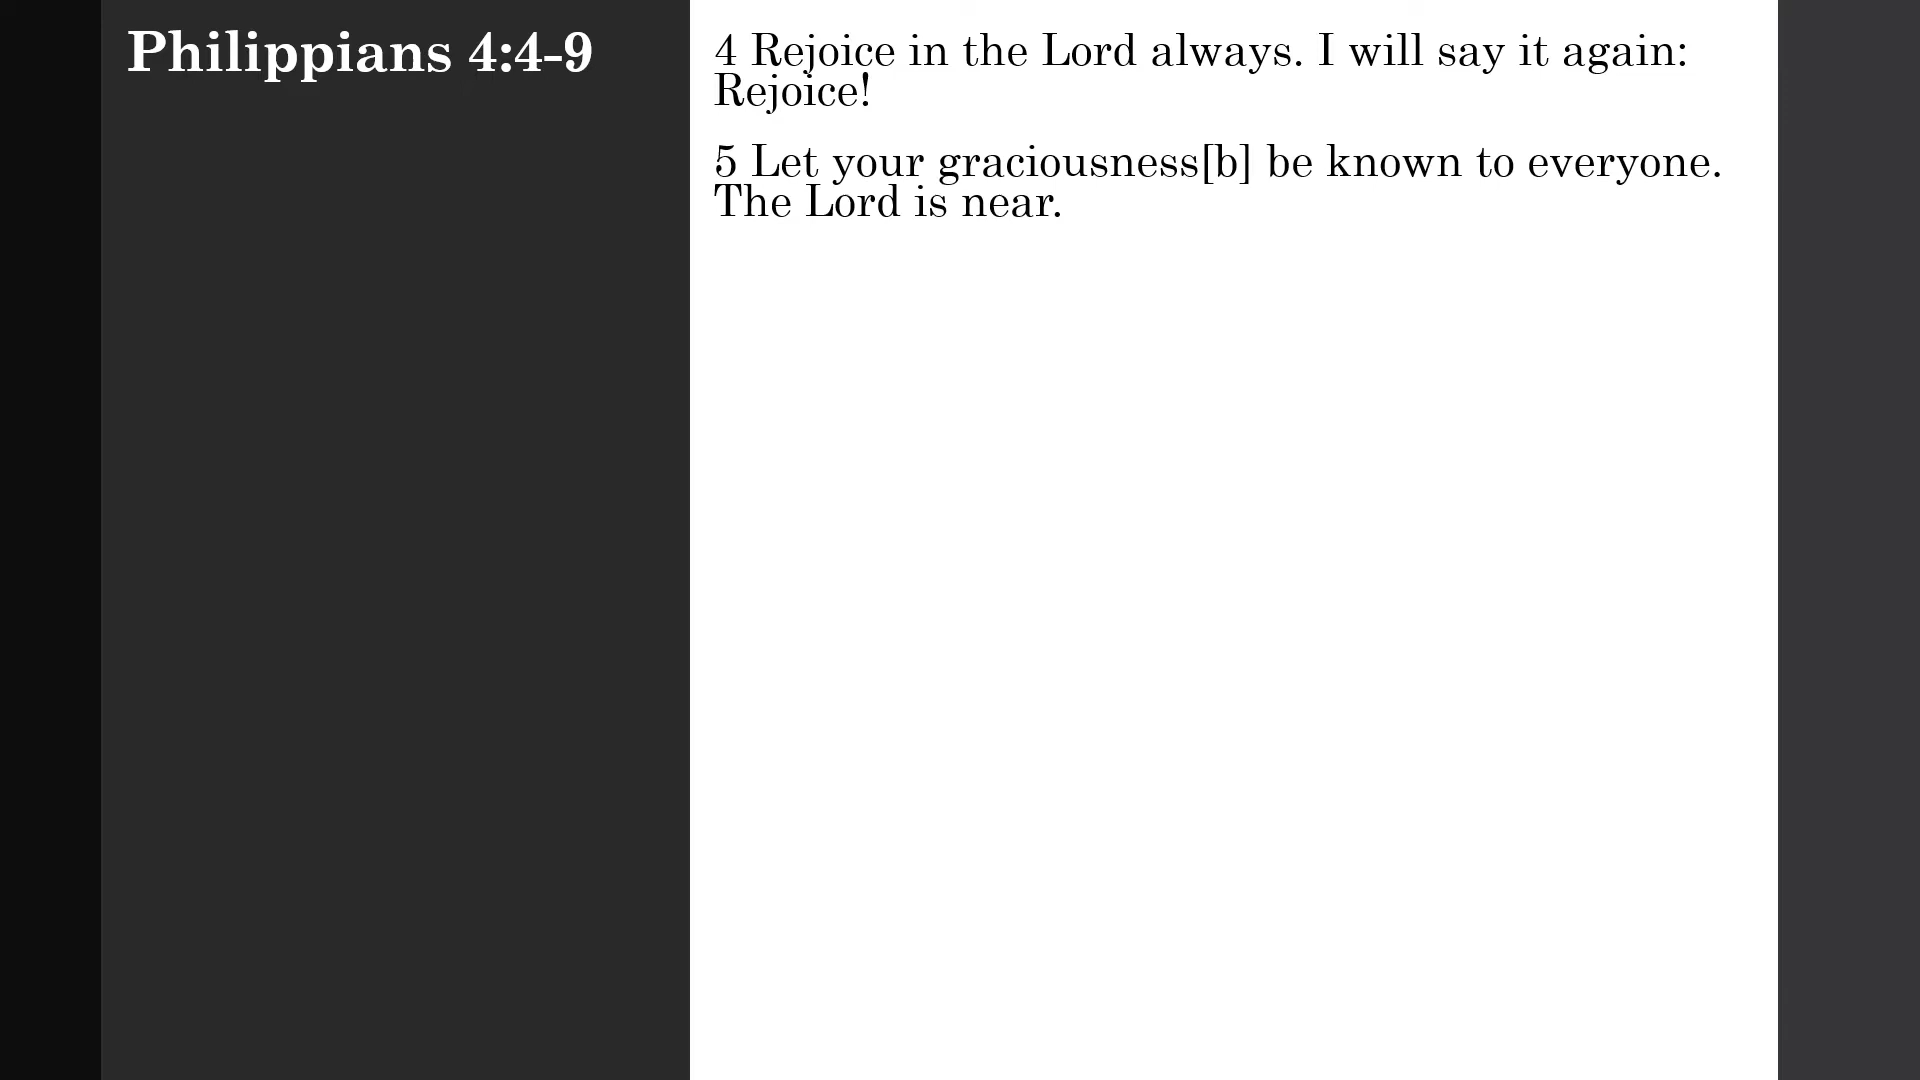 Philippians 4:4-9
4 Rejoice in the Lord always. I will say it again:
Rejoice!
5 Let your graciousness[b] be known to everyone.
The Lord is near.